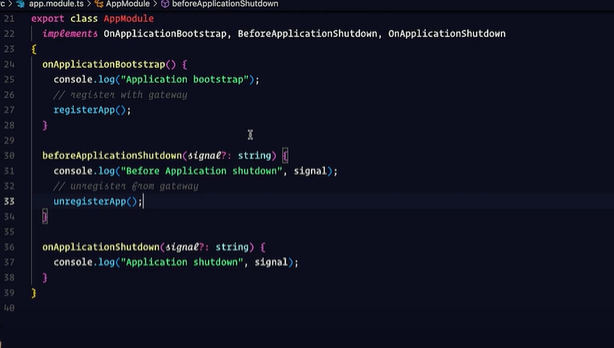 c > app.module.ts > AppModule > beforeApplicationShutdown
21 export class AppModule
22 implements OnApplicationBootstrap, BeforeApplicationShutdown, OnApplicationShutdown
23 {
24 onApplicationBootstrap() {
25 console.log("Application bootstrap");
26 // register with gateway
27 registerApp();
28 }
29
30 beforeApplicationShutdown(signal?: string) {
31 console.log("Before Application shutdown", signal);
32 // unregister from gateway
33 unregisterApp();
34 }
35
36 onApplicationShutdown(signal?: string) {
37 console.log("Application shutdown", signal);
38 }
39 }
40